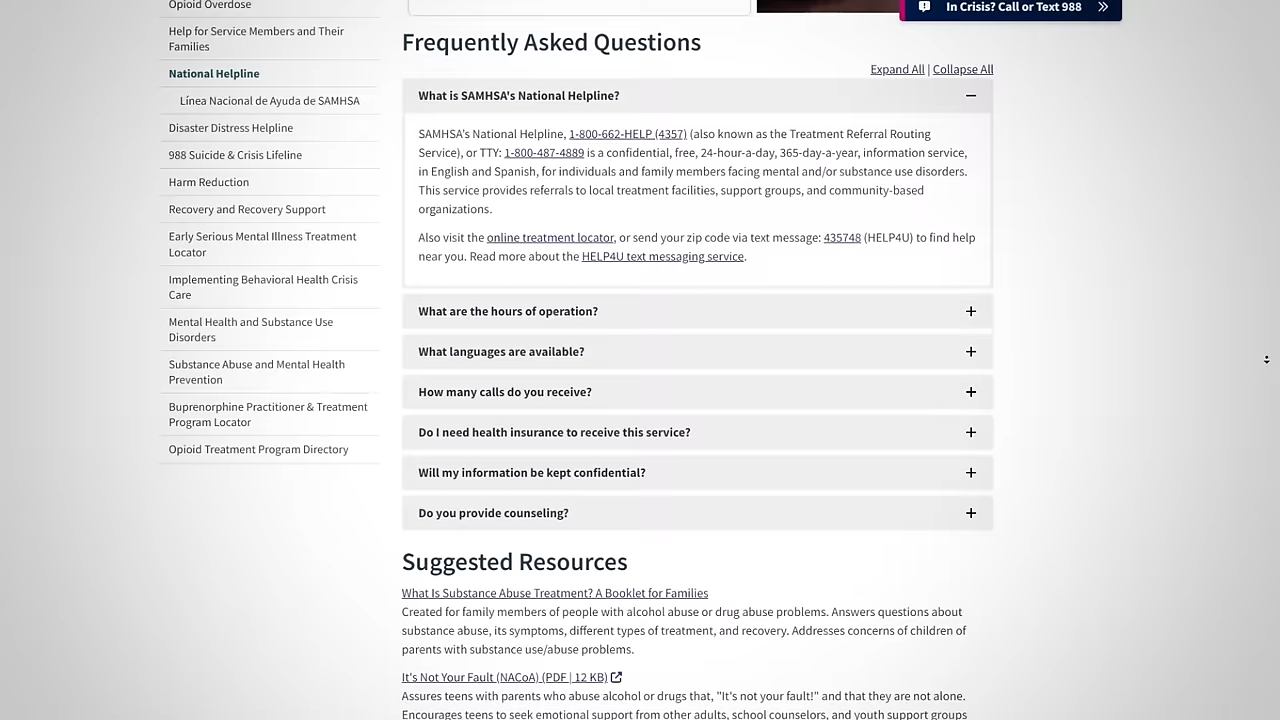 Opioid Overdose
Help for Service Members and Their
Families
National Helpline
Línea Nacional de Ayuda de SAMHSA
Disaster Distress Helpline
988 Suicide & Crisis Lifeline
Harm Reduction
Recovery and Recovery Support
Early Serious Mental Illness Treatment
Locator
Implementing Behavioral Health Crisis
Care
Mental Health and Substance Use
Disorders
Substance Abuse and Mental Health
Prevention
Buprenorphine Practitioner & Treatment
Program Locator
Opioid Treatment Program Directory
In Crisis? Call or Text 988
Frequently Asked Questions
Expand All | Collapse All
What is SAMHSA's National Helpline?
SAMHSA's National Helpline, 1-800-662-HELP (4357) (also known as the Treatment Referral Routing
Service), or TTY: 1-800-487-4889 is a confidential, free, 24-hour-a-day, 365-day-a-year, information service,
in English and Spanish, for individuals and family members facing mental and/or substance use disorders.
This service provides referrals to local treatment facilities, support groups, and community-based
organizations.
Also visit the online treatment locator, or send your zip code via text message: 435748 (HELP4U) to find help
near you. Read more about the HELP4U text messaging service.
What are the hours of operation?
What languages are available?
How many calls do you receive?
Do I need health insurance to receive this service?
Will my information be kept confidential?
Do you provide counseling?
Suggested Resources
What Is Substance Abuse Treatment? A Booklet for Families
Created for family members of people with alcohol abuse or drug abuse problems. Answers questions about
substance abuse, its symptoms, different types of treatment, and recovery. Addresses concerns of children of
parents with substance use/abuse problems.
It's Not Your Fault (NACoA) (PDF | 12 KB)
Assures teens with parents who abuse alcohol or drugs that, "It's not your fault!" and that they are not alone.
Encourages teens to seek emotional support from other adults, school counselors, and youth support groups